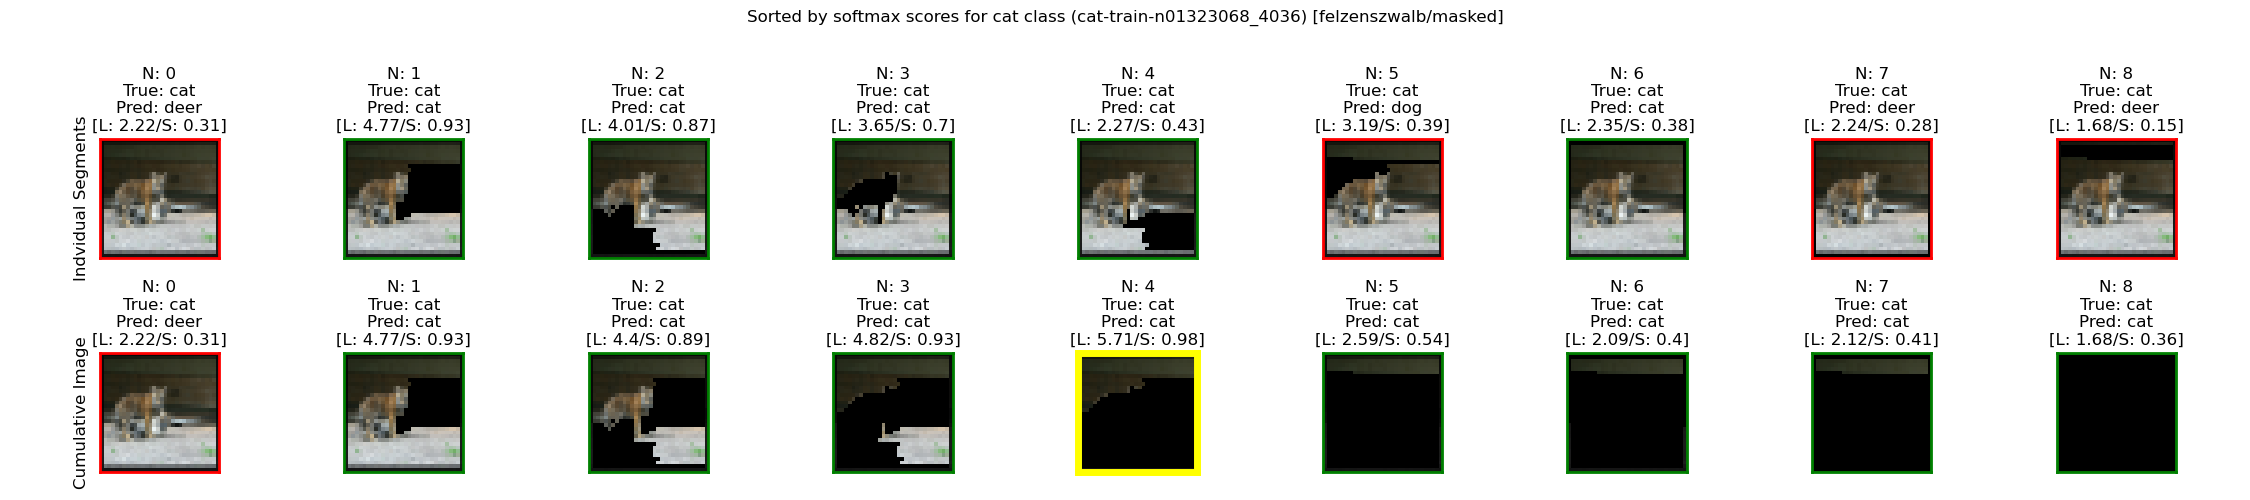 Sorted by softmax scores for cat class (cat-train-n01323068_4036) [felzenszwalb/masked]
Indvidual Segments
N: 0
True: cat
Pred: deer
[L: 2.22/S: 0.31]
N: 1
True: cat
Pred: cat
[L: 4.77/S: 0.93]
N: 2
True: cat
Pred: cat
[L: 4.01/S: 0.87]
N: 3
True: cat
Pred: cat
[L: 3.65/S: 0.7]
N: 4
True: cat
Pred: cat
[L: 2.27/S: 0.43]
N: 5
True: cat
Pred: dog
[L: 3.19/S: 0.39]
N: 6
True: cat
Pred: cat
[L: 2.35/S: 0.38]
N: 7
True: cat
Pred: deer
[L: 2.24/S: 0.28]
N: 8
True: cat
Pred: deer
[L: 1.68/S: 0.15]
Cumulative Image
N: 0
True: cat
Pred: deer
[L: 2.22/S: 0.31]
N: 1
True: cat
Pred: cat
[L: 4.77/S: 0.93]
N: 2
True: cat
Pred: cat
[L: 4.4/S: 0.89]
N: 3
True: cat
Pred: cat
[L: 4.82/S: 0.93]
N: 4
True: cat
Pred: cat
[L: 5.71/S: 0.98]
N: 5
True: cat
Pred: cat
[L: 2.59/S: 0.54]
N: 6
True: cat
Pred: cat
[L: 2.09/S: 0.4]
N: 7
True: cat
Pred: cat
[L: 2.12/S: 0.41]
N: 8
True: cat
Pred: cat
[L: 1.68/S: 0.36]